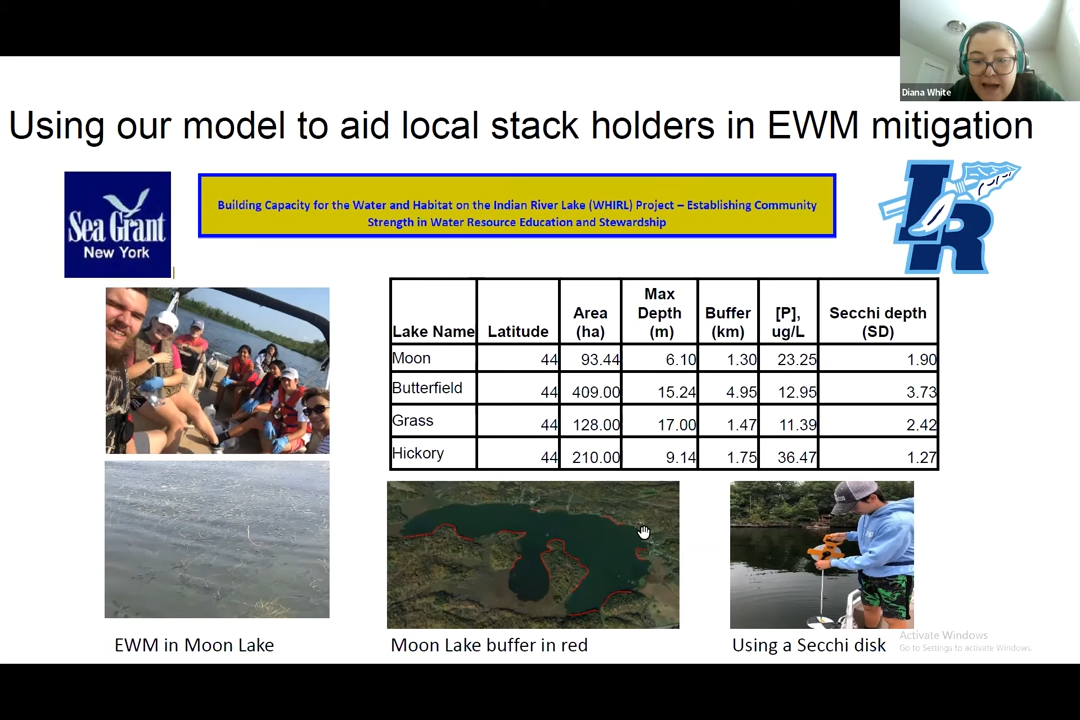 Diana White
Using our model to aid local stack holders in EWM mitigation
Sea Grant
New York
Building Capacity for the Water and Habitat on the Indian River Lake (WHIRL) Project – Establishing Community
Strength in Water Resource Education and Stewardship
IR
Lake Name Latitude Area (ha) Max Depth (m) Buffer (km) [P], ug/L Secchi depth (SD)
Moon 44 93.44 6.10 1.30 23.25 1.90
Butterfield 44 409.00 15.24 4.95 12.95 3.73
Grass 44 128.00 17.00 1.47 11.39 2.42
Hickory 44 210.00 9.14 1.75 36.47 1.27
EWM in Moon Lake
Moon Lake buffer in red
Using a Secchi disk
Activate Windows
Go to Settings to activate Windows.